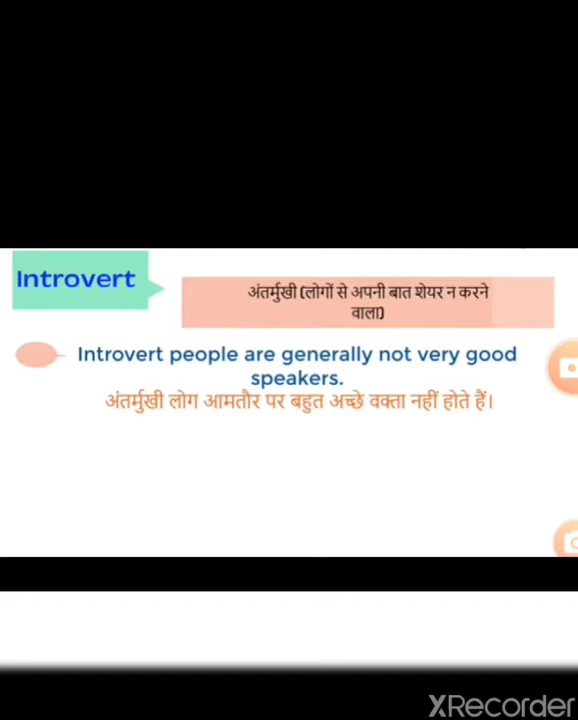 Introvert
अंतर्मुखी (लोगों से अपनी बात शेयर न करने
वाला)
Introvert people are generally not very good
speakers.
अंतर्मुखी लोग आमतौर पर बहुत अच्छे वक्ता नहीं होते हैं।
XRecorder